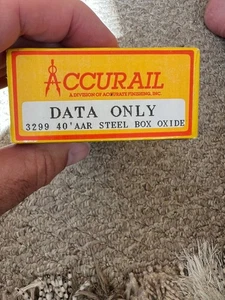 ACCURAIL
A DIVISION OF ACCURATE FINISHING, INC.
DATA ONLY
3299 40'AAR STEEL BOX OXIDE